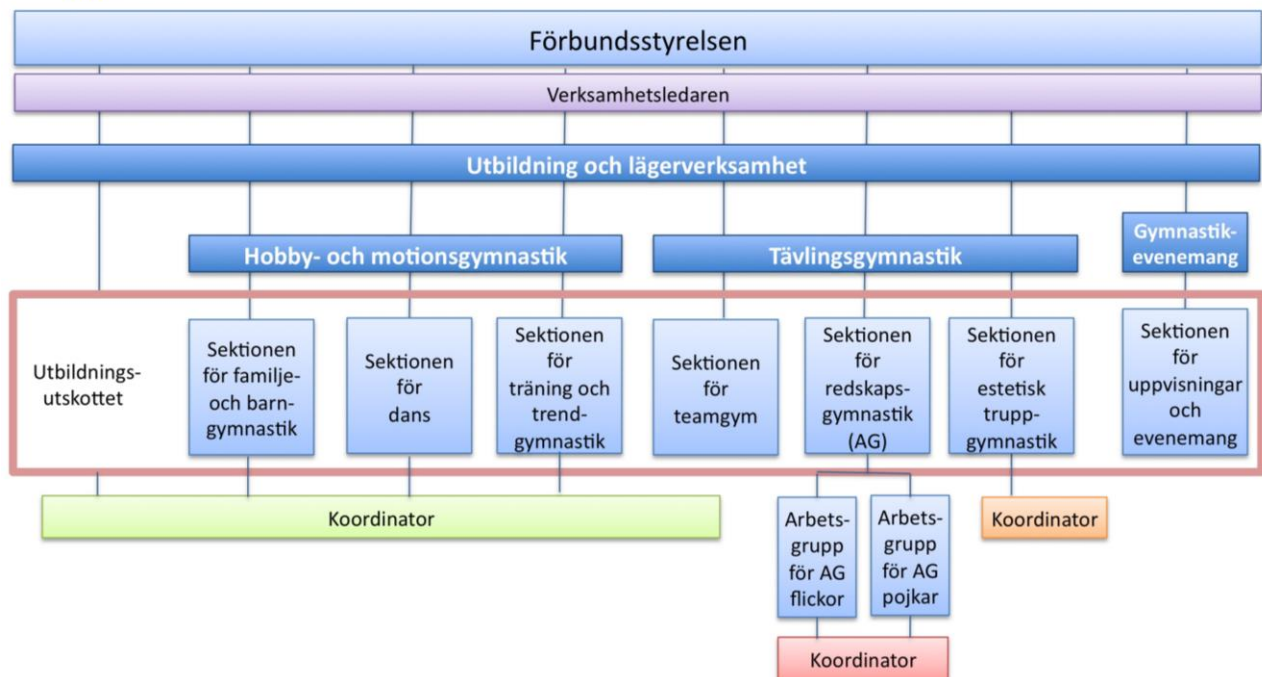 Förbundsstyrelsen
Verksamhetsledaren
Utbildning och lägerverksamhet
Hobby- och motionsgymnastik
Tävlingsgymnastik
Gymnastik-
evenemang
Utbildnings-
utskottet
Sektionen
för familje-
och barn-
gymnastik
Sektionen
för
dans
Sektionen
för
träning och
trend-
gymnastik
Sektionen
för
teamgym
Sektionen
för
redskaps-
gymnastik
(AG)
Sektionen
för
estetisk
trupp-
gymnastik
Sektionen
för
uppvisningar
och
evenemang
Koordinator
Arbets-
grupp
för AG
flickor
Arbets-
grupp
för AG
pojkar
Koordinator
Koordinator